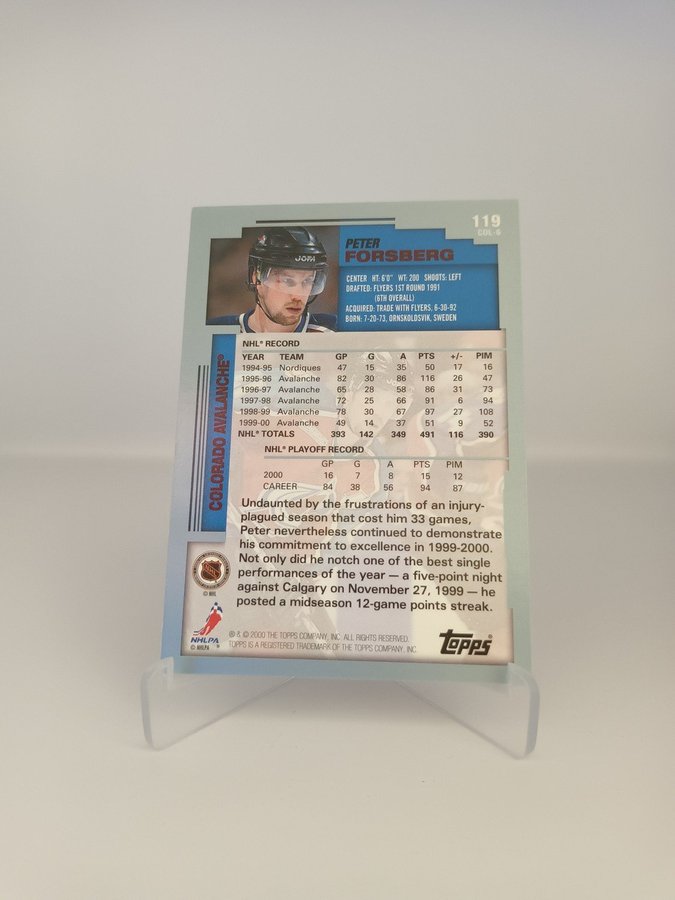 119
COL-6
JOFA
PETER
FORSBERG
CENTER HT: 6'0" WT: 200 SHOOTS: LEFT
DRAFTED: FLYERS 1ST ROUND 1991
(6TH OVERALL)
ACQUIRED: TRADE WITH FLYERS, 6-30-92
BORN: 7-20-73, ORNSKOLDSVIK, SWEDEN
COLORADO AVALANCHE®
NHL® RECORD
YEAR TEAM GP G A PTS +/- PIM
1994-95 Nordiques 47 15 35 50 17 16
1995-96 Avalanche 82 30 86 116 26 47
1996-97 Avalanche 65 28 58 86 31 73
1997-98 Avalanche 72 25 66 91 6 94
1998-99 Avalanche 78 30 67 97 27 108
1999-00 Avalanche 49 14 37 51 9 52
NHL® TOTALS 393 142 349 491 116 390
NHL® PLAYOFF RECORD
GP G A PTS PIM
2000 16 7 8 15 12
CAREER 84 38 56 94 87
Undaunted by the frustrations of an injury-
plagued season that cost him 33 games,
Peter nevertheless continued to demonstrate
his commitment to excellence in 1999-2000.
Not only did he notch one of the best single
performances of the year — a five-point night
against Calgary on November 27, 1999 — he
posted a midseason 12-game points streak.
© NHL
NHLPA
© NHLPA
® & © 2000 THE TOPPS COMPANY, INC. ALL RIGHTS RESERVED.
TOPPS IS A REGISTERED TRADEMARK OF THE TOPPS COMPANY, INC.
TOPPS®